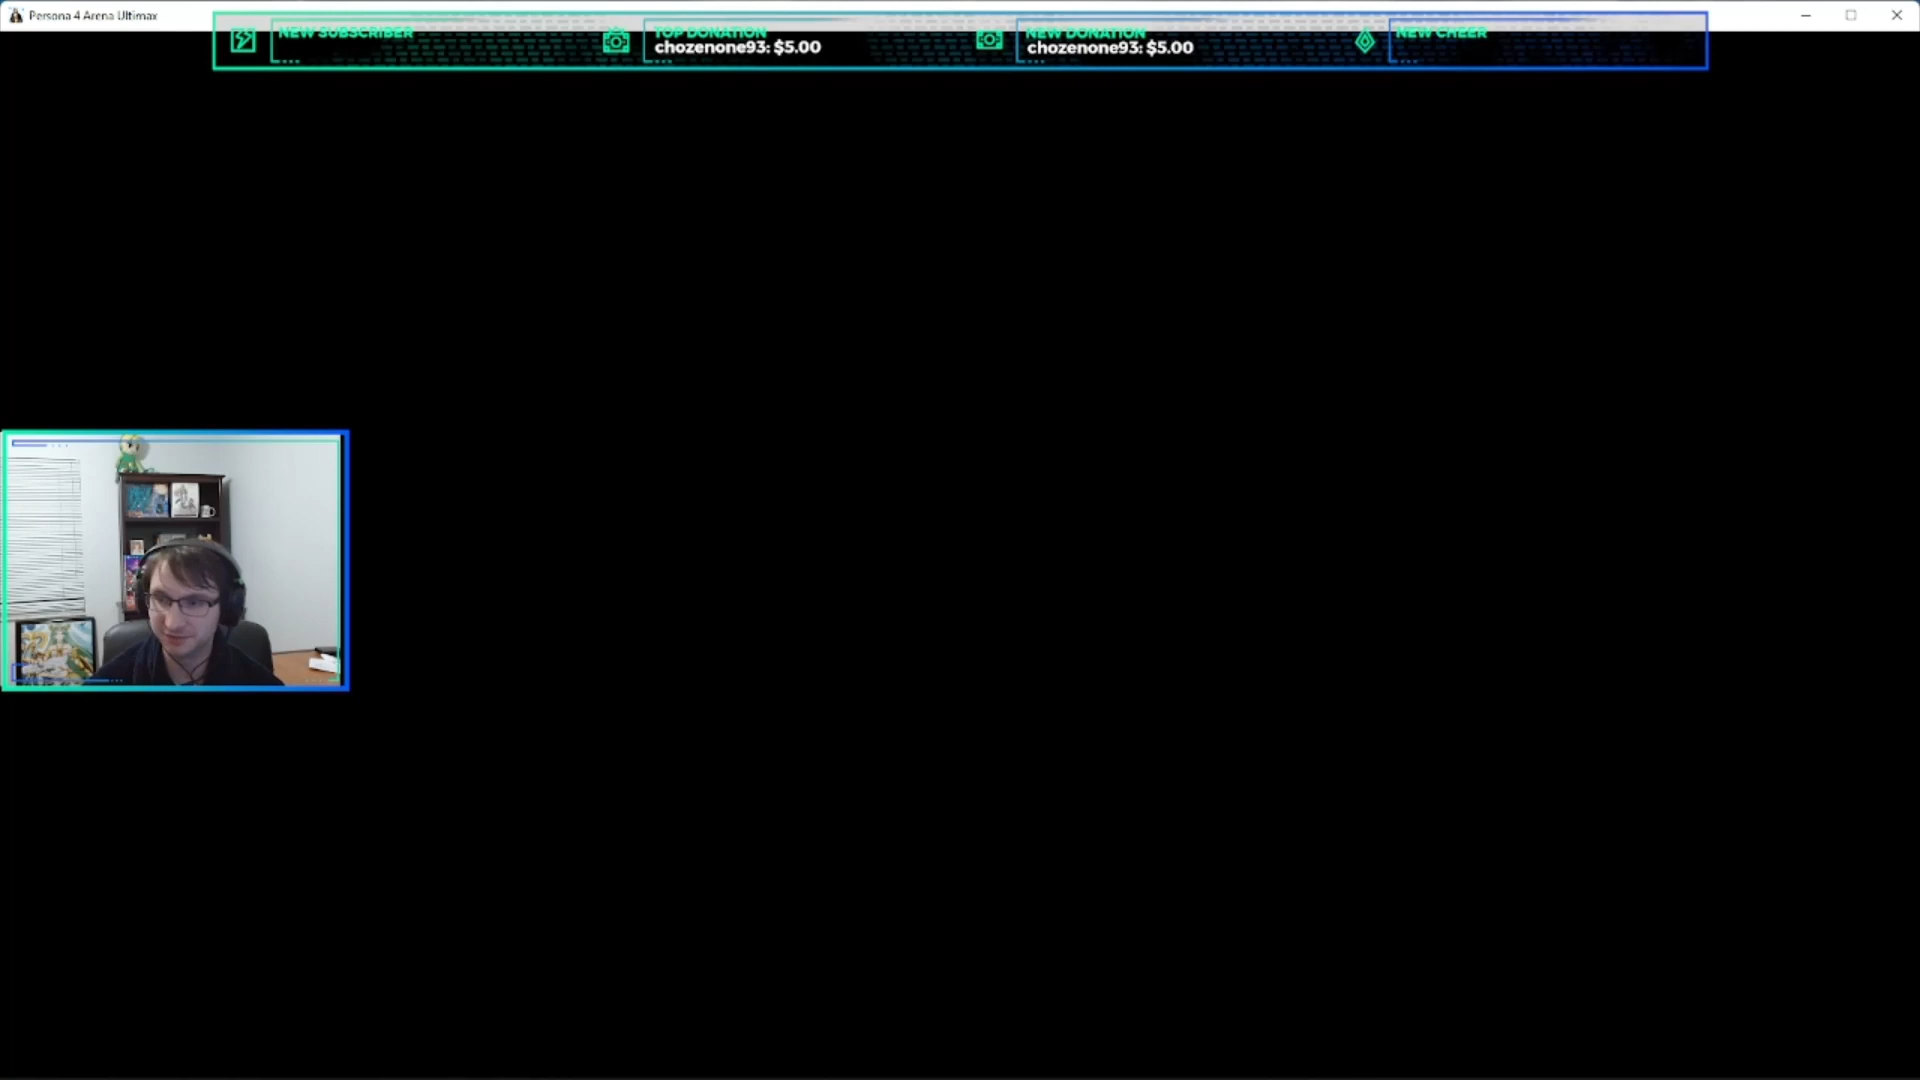 Persona 4 Arena Ultimax
NEW SUBSCRIBER
TOP DONATION
chozenone93: $5.00
NEW DONATION
chozenone93: $5.00
NEW CHEER